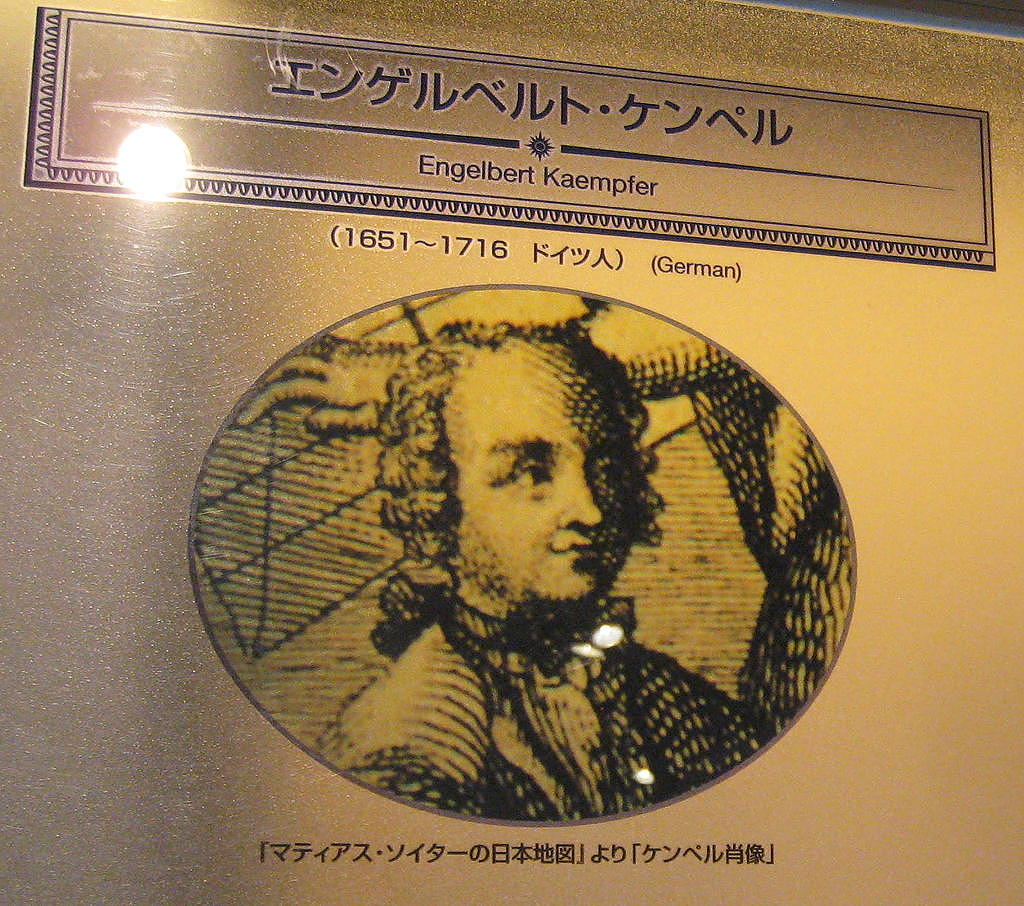 エンゲルベルト・ケンペル
Engelbert Kaempfer
（1651～1716 ドイツ人） (German)
『マティアス・ソイターの日本地図』より「ケンペル肖像」